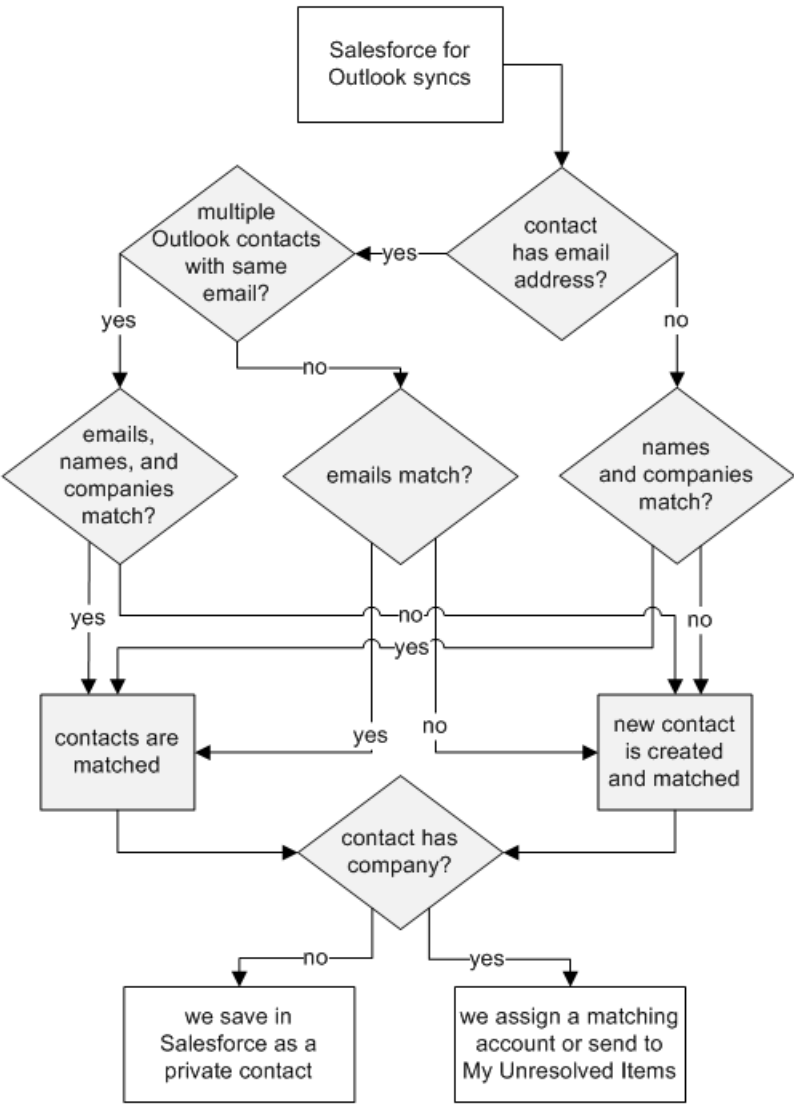 Salesforce for
Outlook syncs
multiple
Outlook contacts
with same
email?
yes
contact
has email
address?
yes
no
no
emails,
names, and
companies
match?
emails match?
names
and companies
match?
yes
no
no
yes
contacts are
matched
yes
no
new contact
is created
and matched
contact has
company?
no
yes
we save in
Salesforce as a
private contact
we assign a matching
account or send to
My Unresolved Items